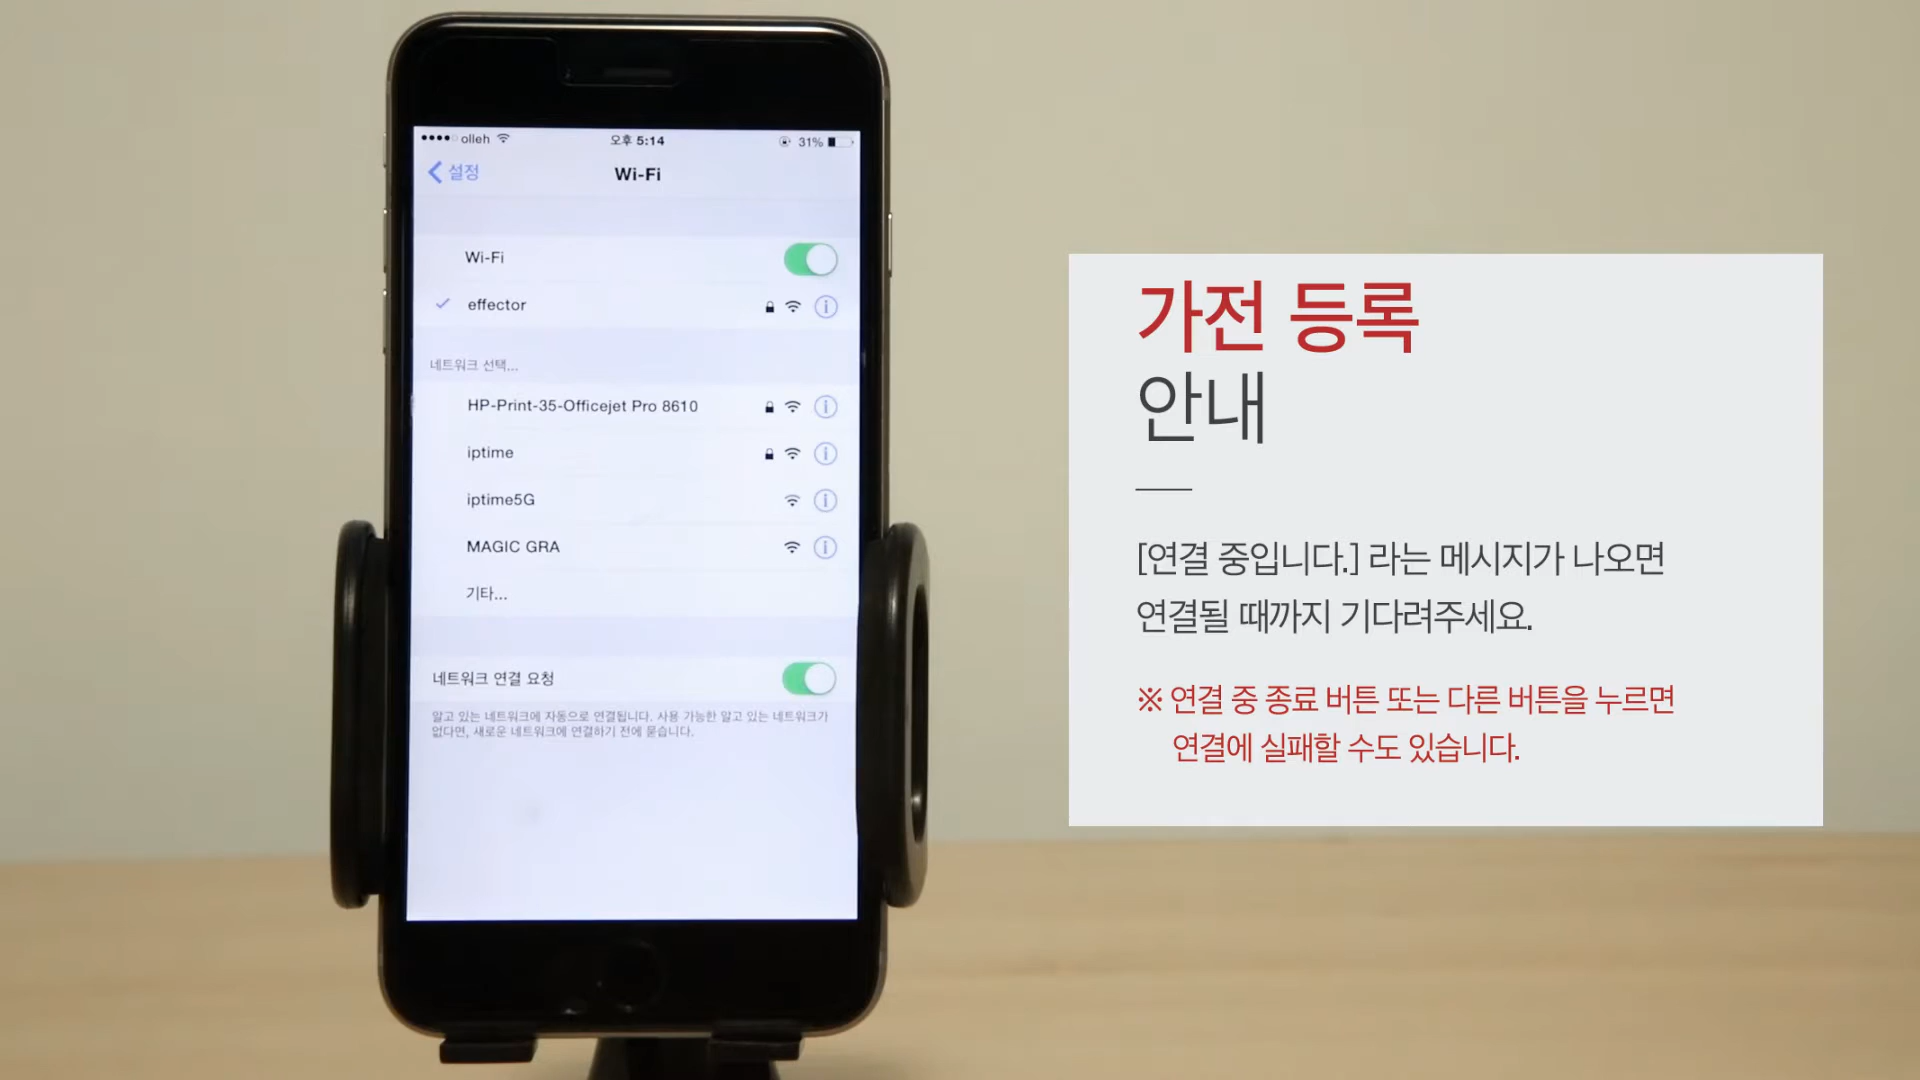 olleh 오후 5:14 31%
설정 Wi-Fi
Wi-Fi
effector
네트워크 선택...
HP-Print-35-Officejet Pro 8610
iptime
iptime5G
MAGIC GRA
기타...
네트워크 연결 요청
알고 있는 네트워크에 자동으로 연결됩니다. 사용 가능한 알고 있는 네트워크가
없다면, 새로운 네트워크에 연결하기 전에 묻습니다.
가전 등록
안내
[연결 중입니다.] 라는 메시지가 나오면
연결될 때까지 기다려주세요.
※ 연결 중 종료 버튼 또는 다른 버튼을 누르면
연결에 실패할 수도 있습니다.